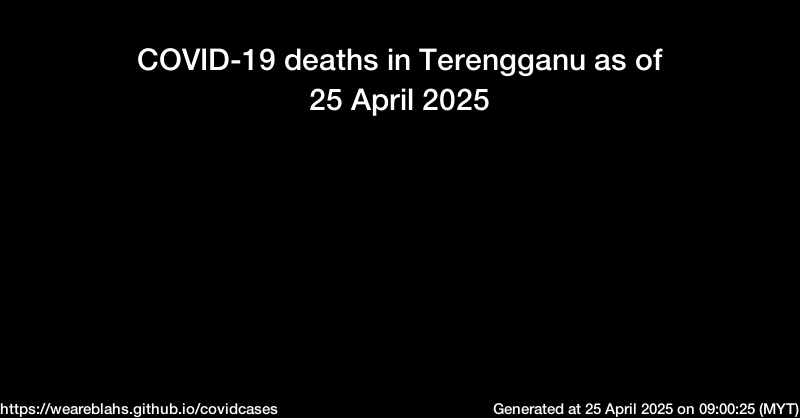 COVID-19 deaths in Terengganu as of
25 April 2025
https://weareblahs.github.io/covidcases
Generated at 25 April 2025 on 09:00:25 (MYT)